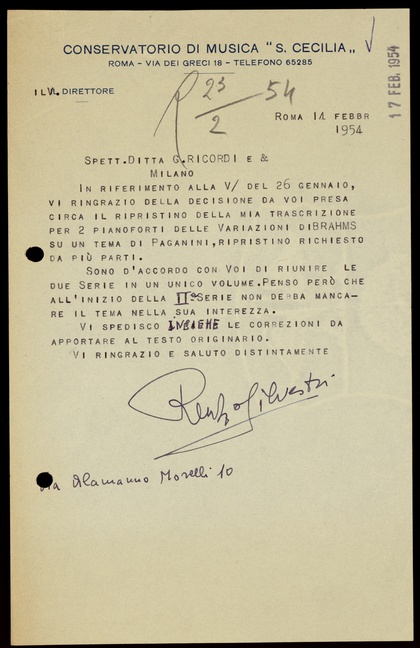 CONSERVATORIO DI MUSICA "S. CECILIA„
ROMA - VIA DEI GRECI 18 - TELEFONO 65285
17 FEB. 1954
IL V. DIRETTORE
R 23/2 54
ROMA 14 FEBBR
1954
SPETT.DITTA G.RICORDI E &
MILANO
IN RIFERIMENTO ALLA V/ DEL 26 GENNAIO,
VI RINGRAZIO DELLA DECISIONE DA VOI PRESA
CIRCA IL RIPRISTINO DELLA MIA TRASCRIZIONE
PER 2 PIANOFORTI DELLE VARIAZIONI DIBRAHMS
SU UN TEMA DI PAGANINI,RIPRISTINO RICHIESTO
DA PIÙ PARTI.
SONO D'ACCORDO CON VOI DI RIUNIRE LE
DUE SERIE IN UN UNICO VOLUME.PENSO PERÒ CHE
ALL'INIZIO DELLA IIª SERIE NON DEBBA MANCA-
RE IL TEMA NELLA SUA INTEREZZA.
VI SPEDISCO INSIEME LE CORREZIONI DA
APPORTARE AL TESTO ORIGINARIO.
VI RINGRAZIO E SALUTO DISTINTAMENTE
Renzo Silvestri
Via Alamanno Morelli 10